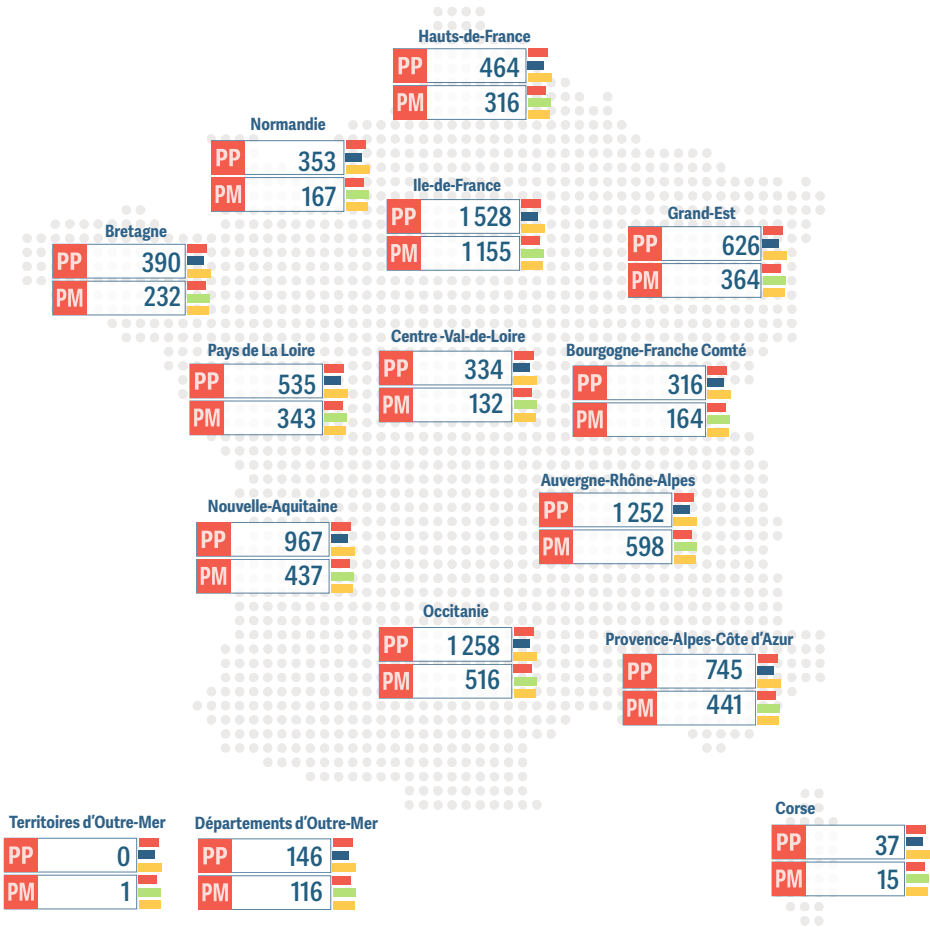 Hauts-de-France
PP 464
PM 316
Normandie
PP 353
PM 167
Ile-de-France
PP 1 528
PM 1 155
Grand-Est
PP 626
PM 364
Bretagne
PP 390
PM 232
Pays de La Loire
PP 535
PM 343
Centre -Val-de-Loire
PP 334
PM 132
Bourgogne-Franche Comté
PP 316
PM 164
Auvergne-Rhône-Alpes
PP 1 252
PM 598
Nouvelle-Aquitaine
PP 967
PM 437
Occitanie
PP 1 258
PM 516
Provence-Alpes-Côte d'Azur
PP 745
PM 441
Territoires d'Outre-Mer
PP 0
PM 1
Départements d'Outre-Mer
PP 146
PM 116
Corse
PP 37
PM 15